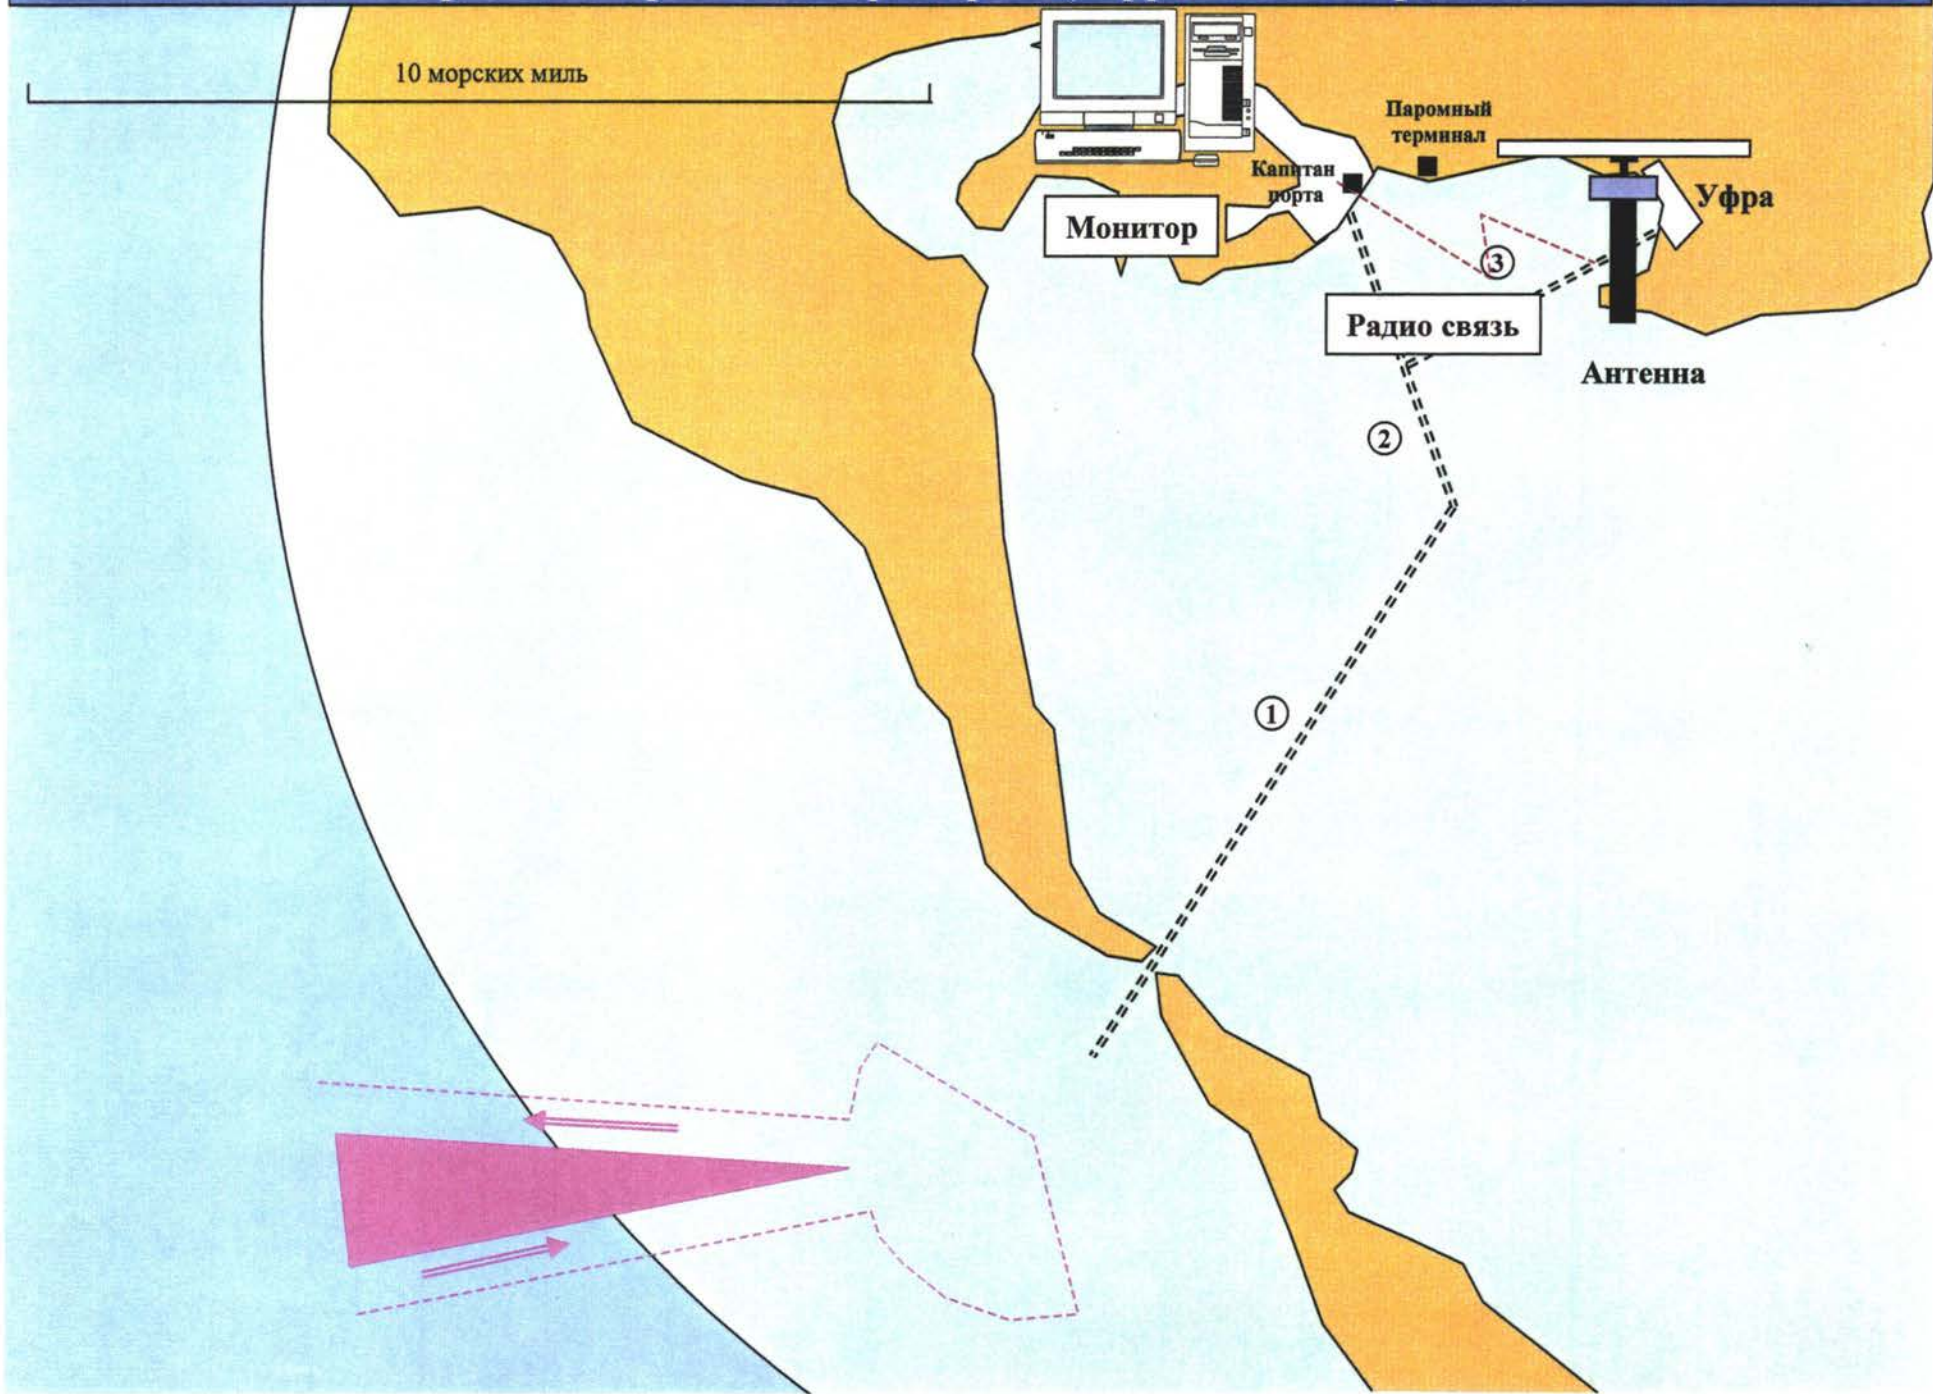 10 морских миль
Паромный
терминал
Капитан
порта
Уфра
Монитор
3
Радио связь
Антенна
2
1